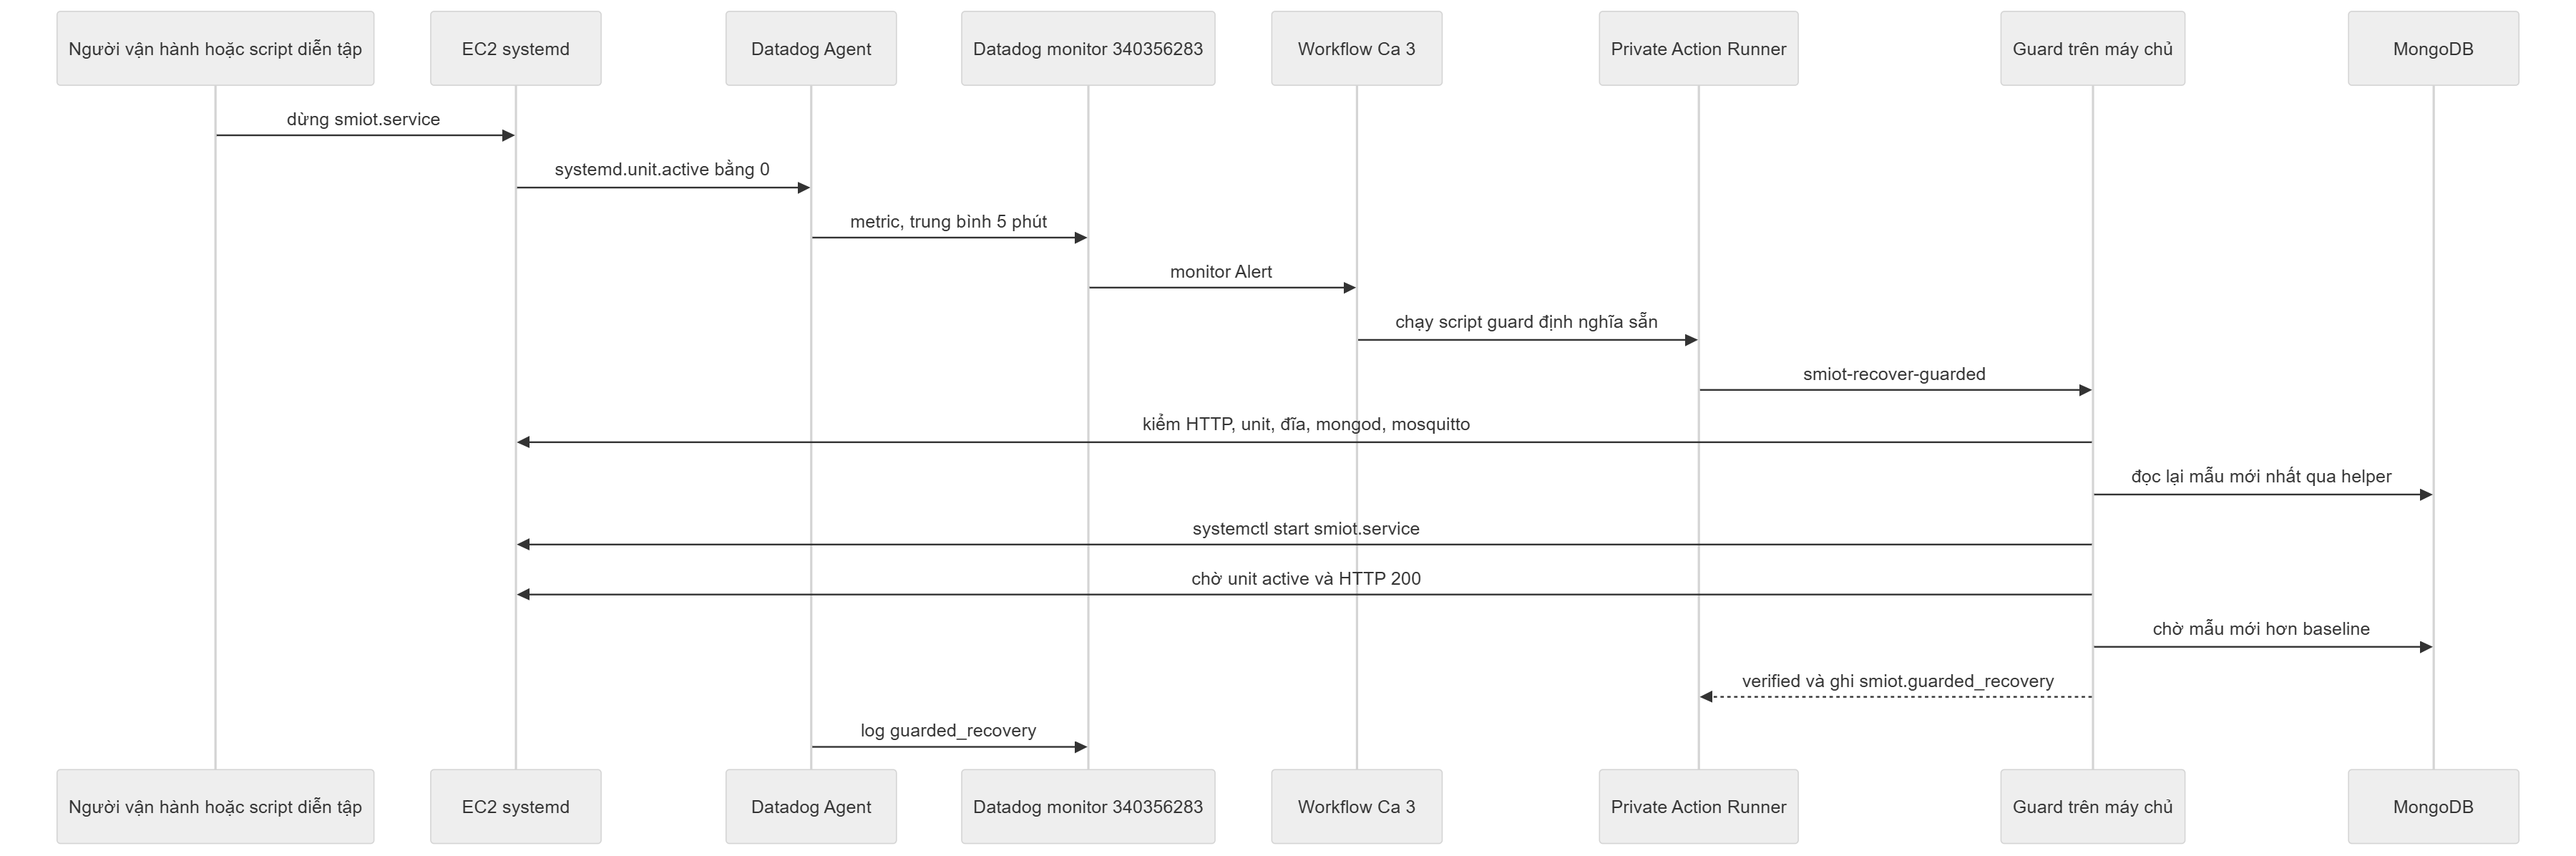 Người vận hành hoặc script diễn tập
EC2 systemd
Datadog Agent
Datadog monitor 340356283
Workflow Ca 3
Private Action Runner
Guard trên máy chủ
MongoDB
dừng smiot.service
systemd.unit.active bằng 0
metric, trung bình 5 phút
monitor Alert
chạy script guard định nghĩa sẵn
smiot-recover-guarded
kiểm HTTP, unit, đĩa, mongod, mosquitto
đọc lại mẫu mới nhất qua helper
systemctl start smiot.service
chờ unit active và HTTP 200
chờ mẫu mới hơn baseline
verified và ghi smiot.guarded_recovery
log guarded_recovery
Người vận hành hoặc script diễn tập
EC2 systemd
Datadog Agent
Datadog monitor 340356283
Workflow Ca 3
Private Action Runner
Guard trên máy chủ
MongoDB